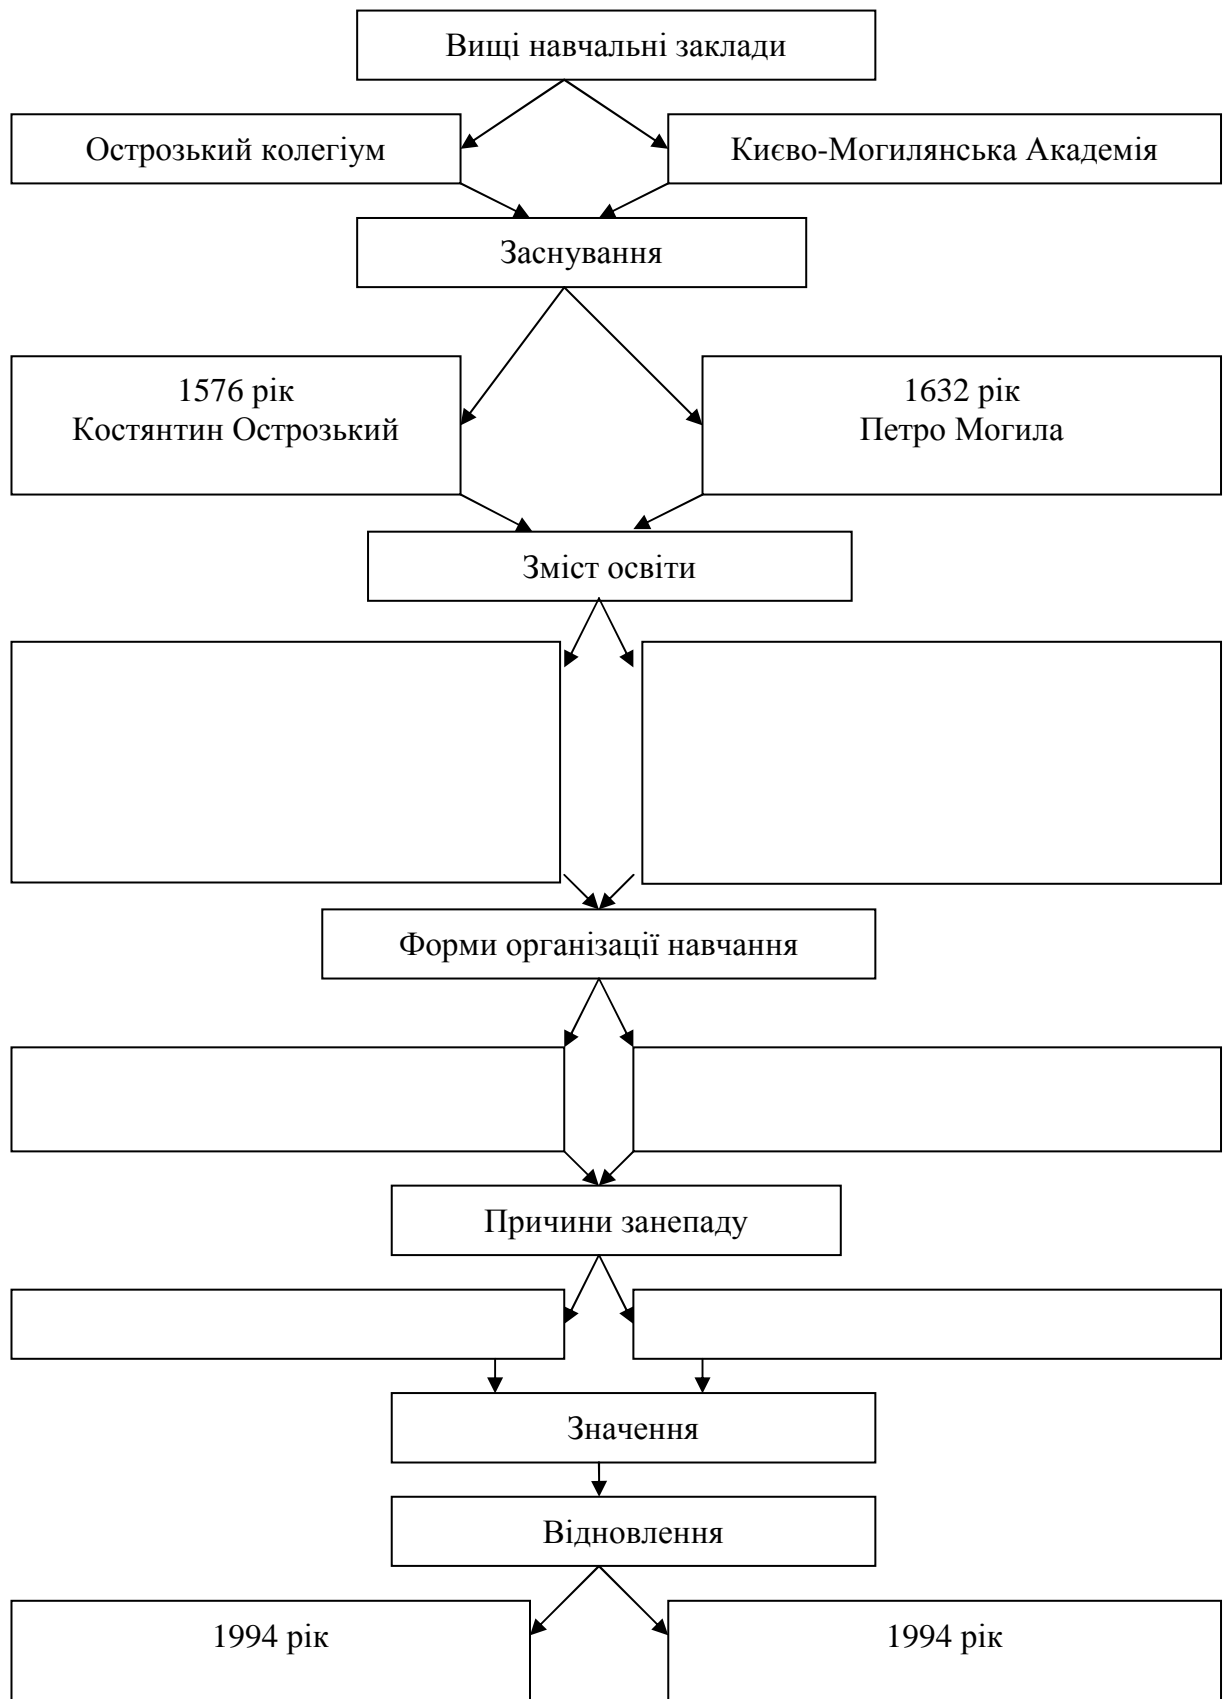 Вищі навчальні заклади
Острозький колегіум
Києво-Могилянська Академія
Заснування
1576 рік
Костянтин Острозький
1632 рік
Петро Могила
Зміст освіти
Форми організації навчання
Причини занепаду
Значення
Відновлення
1994 рік
1994 рік